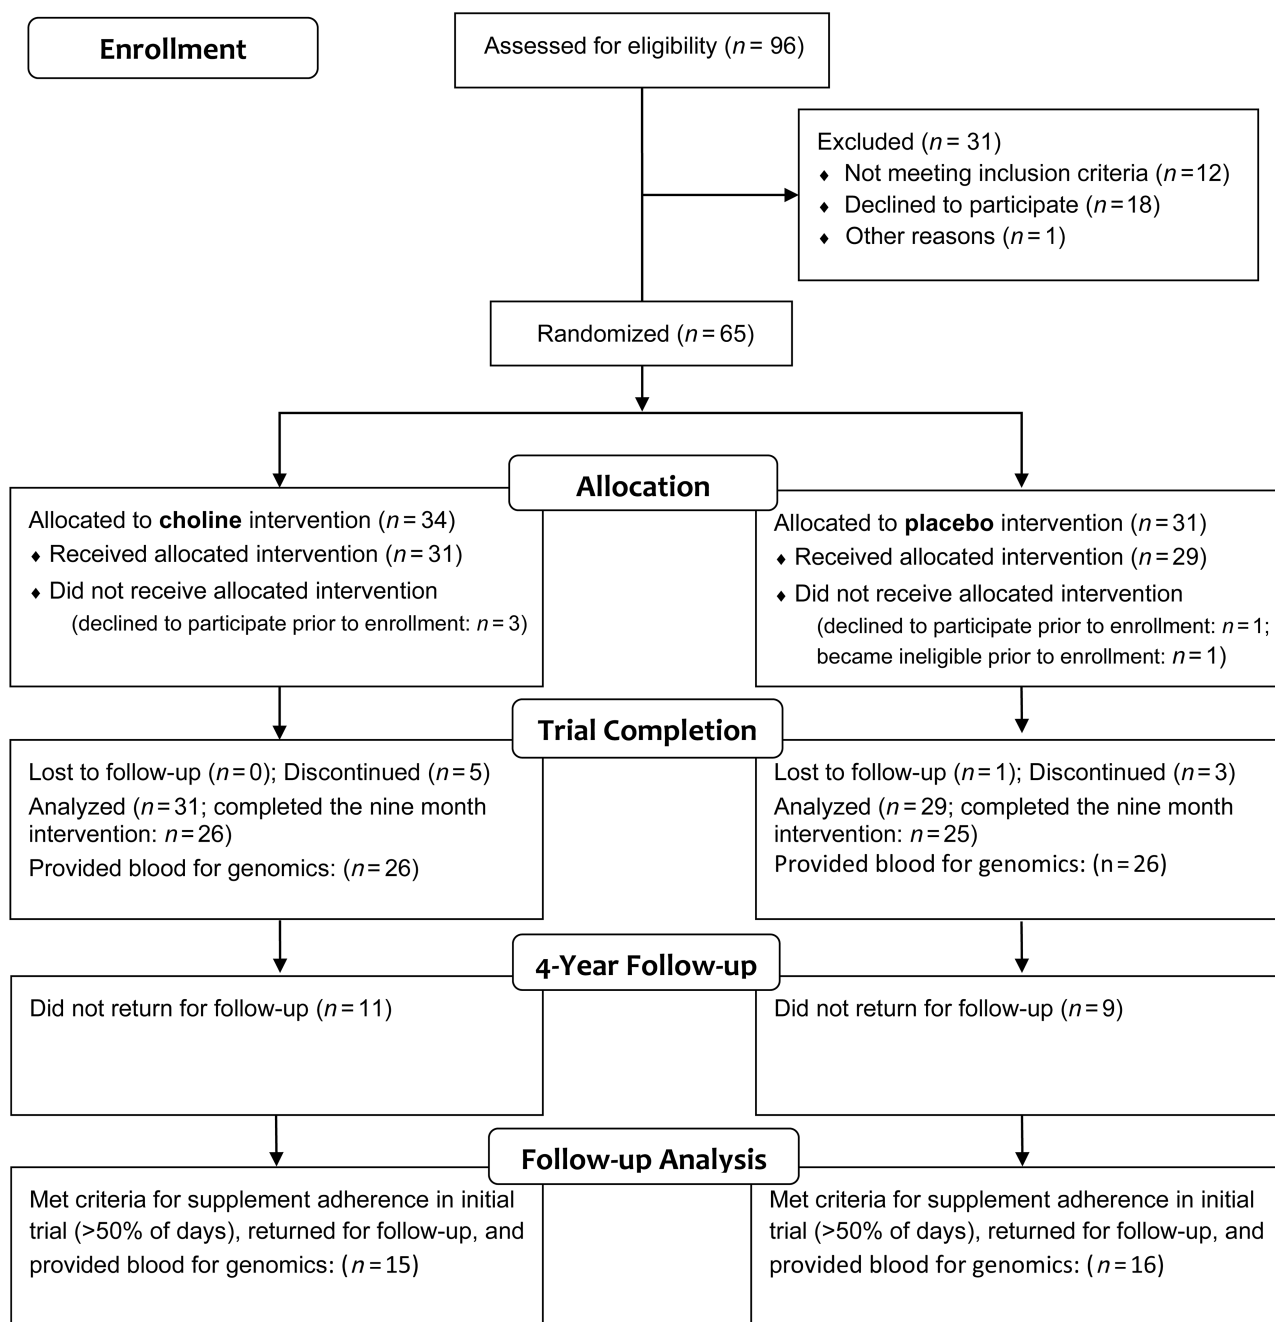 Enrollment
Assessed for eligibility (n = 96)
Excluded (n = 31)
♦ Not meeting inclusion criteria (n=12)
♦ Declined to participate (n=18)
♦ Other reasons (n=1)
Randomized (n=65)
Allocation
Allocated to choline intervention (n=34)
♦ Received allocated intervention (n=31)
♦ Did not receive allocated intervention
(declined to participate prior to enrollment: n=3)
Allocated to placebo intervention (n=31)
♦ Received allocated intervention (n=29)
♦ Did not receive allocated intervention
(declined to participate prior to enrollment: n=1;
became ineligible prior to enrollment: n=1)
Trial Completion
Lost to follow-up (n=0); Discontinued (n=5)
Analyzed (n=31; completed the nine month
intervention: n=26)
Provided blood for genomics: (n=26)
Lost to follow-up (n=1); Discontinued (n=3)
Analyzed (n=29; completed the nine month
intervention: n=25)
Provided blood for genomics: (n=26)
4-Year Follow-up
Did not return for follow-up (n=11)
Did not return for follow-up (n=9)
Follow-up Analysis
Met criteria for supplement adherence in initial
trial (>50% of days), returned for follow-up, and
provided blood for genomics: (n=15)
Met criteria for supplement adherence in initial
trial (>50% of days), returned for follow-up, and
provided blood for genomics: (n=16)